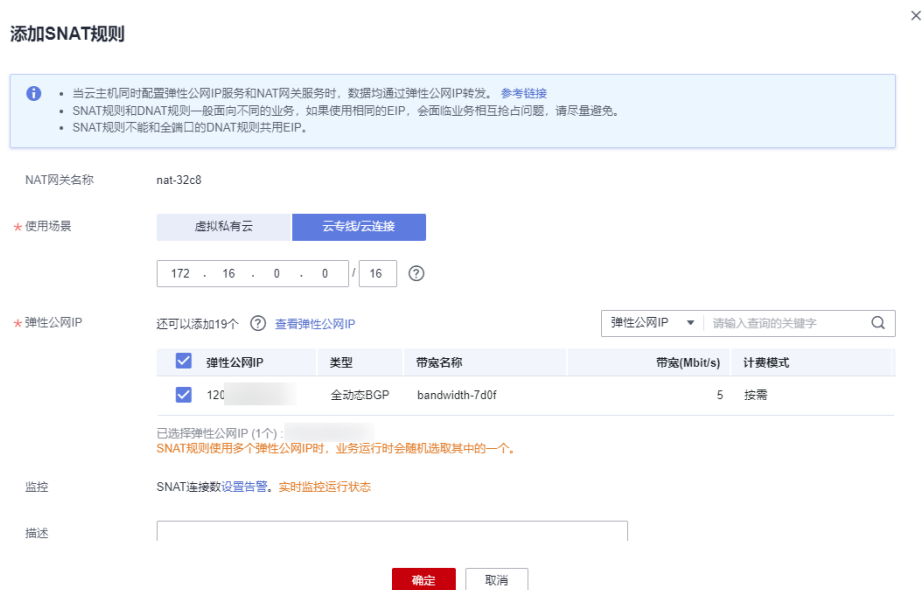 添加SNAT规则
当云主机同时配置弹性公网IP服务和NAT网关服务时，数据均通过弹性公网IP转发。 参考链接
SNAT规则和DNAT规则一般面向不同的业务，如果使用相同的EIP，会面临业务相互抢占问题，请尽量避免。
SNAT规则不能和全端口的DNAT规则共用EIP。
NAT网关名称 nat-32c8
* 使用场景 虚拟私有云 云专线/云连接
172 . 16 . 0 . 0 / 16
* 弹性公网IP 还可以添加19个 查看弹性公网IP 弹性公网IP 请输入查询的关键字
弹性公网IP 类型 带宽名称 带宽(Mbit/s) 计费模式
120 全动态BGP bandwidth-7d0f 5 按需
已选择弹性公网IP (1个) :
SNAT规则使用多个弹性公网IP时，业务运行时会随机选取其中的一个。
监控 SNAT连接数设置告警。实时监控运行状态
描述
确定 取消